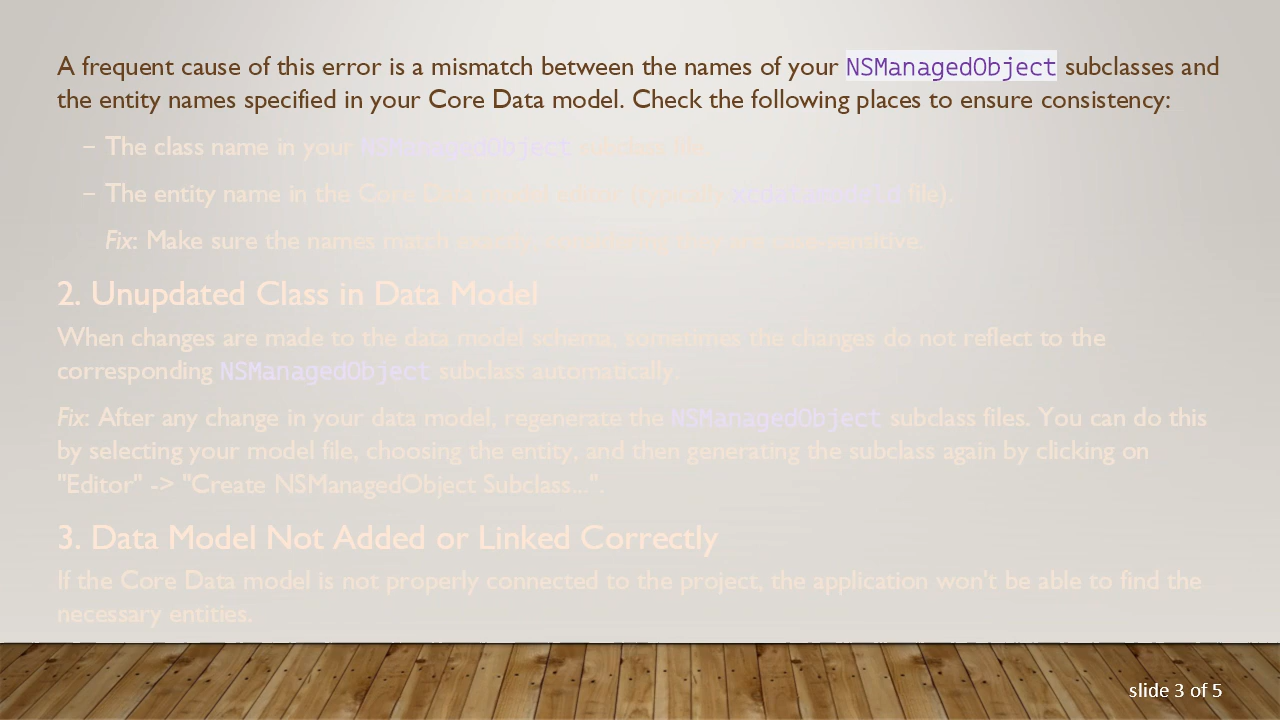 A frequent cause of this error is a mismatch between the names of your NSManagedObject subclasses and
the entity names specified in your Core Data model. Check the following places to ensure consistency:
– The class name in your NSManagedObject subclass file.
– The entity name in the Core Data model editor (typically xcdatamodeld file).
Fix: Make sure the names match exactly, considering they are case-sensitive.
2. Unupdated Class in Data Model
When changes are made to the data model schema, sometimes the changes do not reflect to the
corresponding NSManagedObject subclass automatically.
Fix: After any change in your data model, regenerate the NSManagedObject subclass files. You can do this
by selecting your model file, choosing the entity, and then generating the subclass again by clicking on
"Editor" -> "Create NSManagedObject Subclass...".
3. Data Model Not Added or Linked Correctly
If the Core Data model is not properly connected to the project, the application won't be able to find the
necessary entities.
slide 3 of 5